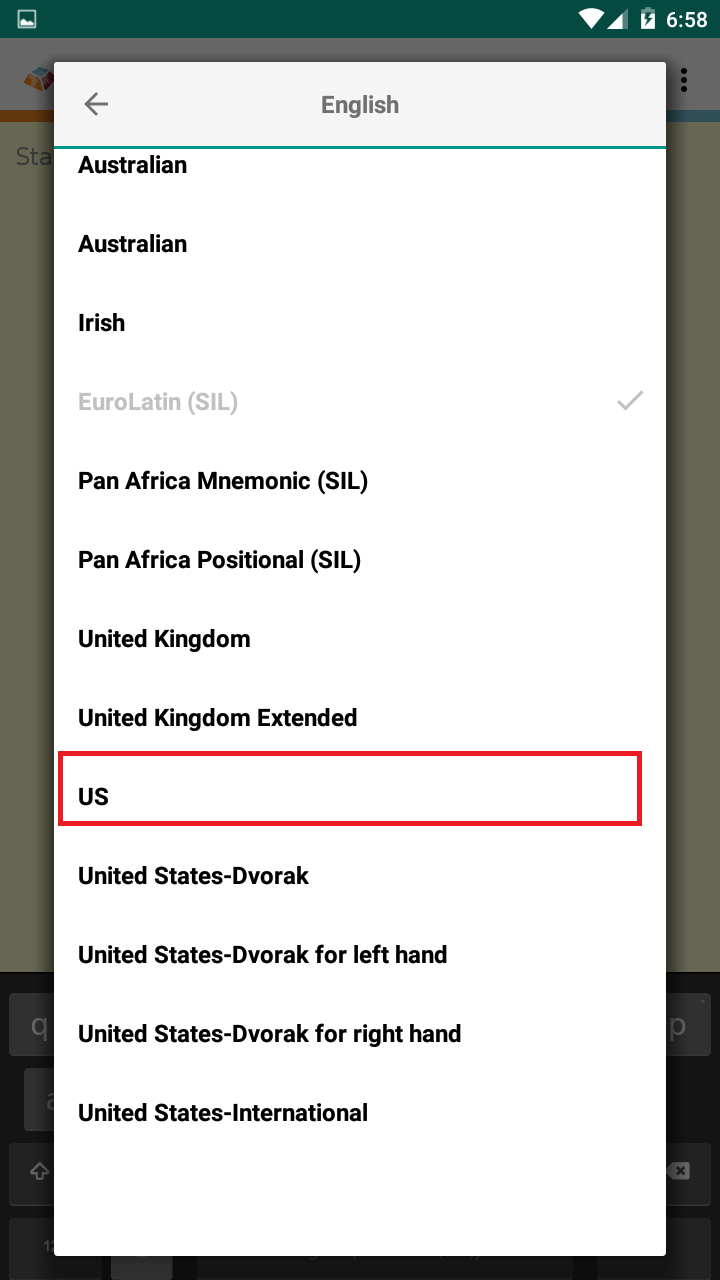 6:58
English
Sta
Australian
Australian
Irish
EuroLatin (SIL)
Pan Africa Mnemonic (SIL)
Pan Africa Positional (SIL)
United Kingdom
United Kingdom Extended
US
United States-Dvorak
United States-Dvorak for left hand
United States-Dvorak for right hand
United States-International
q p
a
12